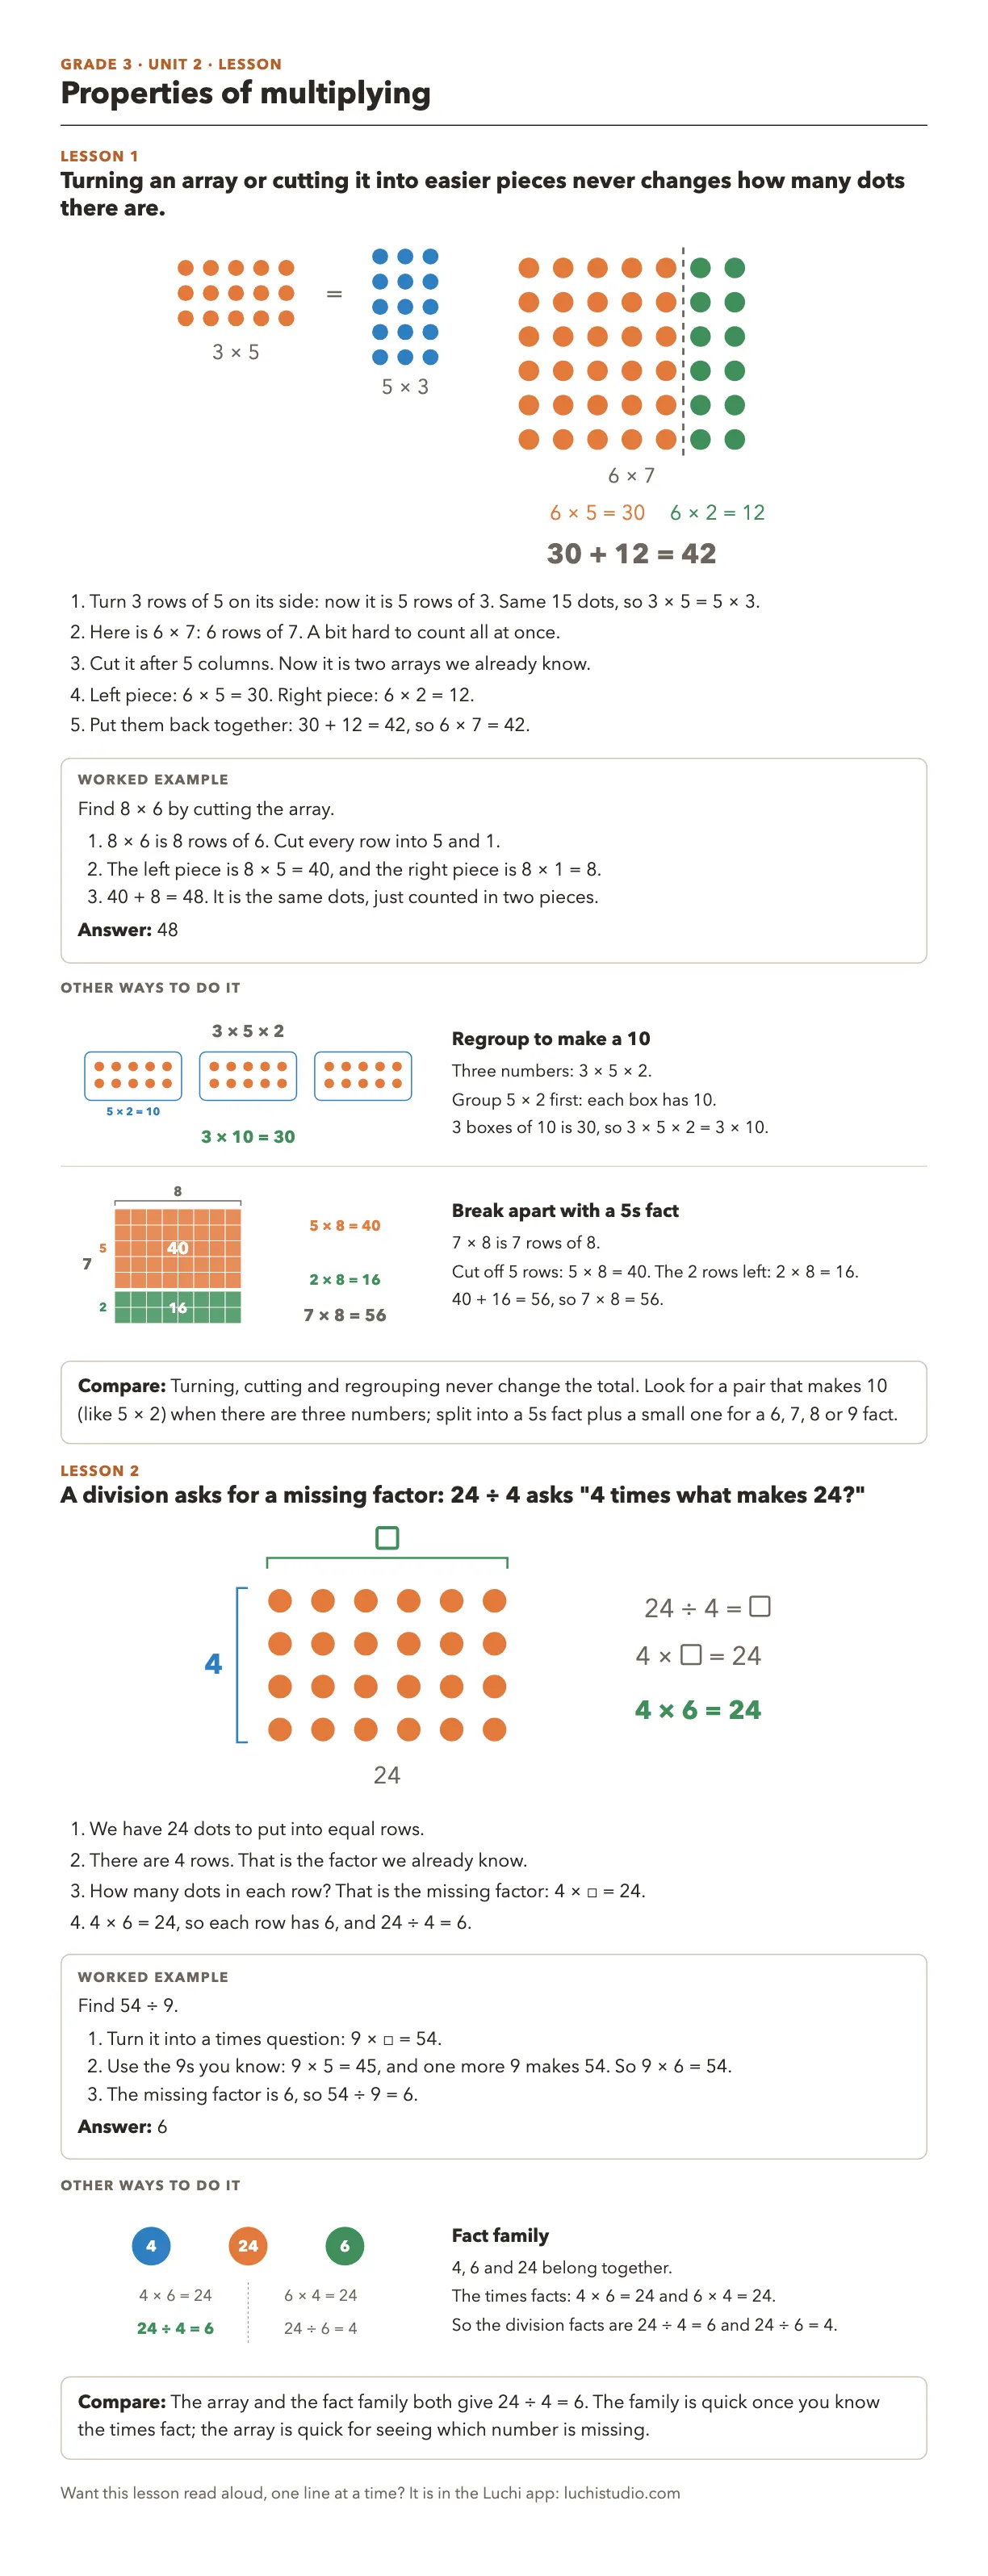 GRADE 3 · UNIT 2 · LESSON
Properties of multiplying
LESSON 1
Turning an array or cutting it into easier pieces never changes how many dots
there are.
=
3 × 5
5 × 3
6 × 7
6 × 5 = 30 6 × 2 = 12
30 + 12 = 42
1. Turn 3 rows of 5 on its side: now it is 5 rows of 3. Same 15 dots, so 3 × 5 = 5 × 3.
2. Here is 6 × 7: 6 rows of 7. A bit hard to count all at once.
3. Cut it after 5 columns. Now it is two arrays we already know.
4. Left piece: 6 × 5 = 30. Right piece: 6 × 2 = 12.
5. Put them back together: 30 + 12 = 42, so 6 × 7 = 42.
WORKED EXAMPLE
Find 8 × 6 by cutting the array.
1. 8 × 6 is 8 rows of 6. Cut every row into 5 and 1.
2. The left piece is 8 × 5 = 40, and the right piece is 8 × 1 = 8.
3. 40 + 8 = 48. It is the same dots, just counted in two pieces.
Answer: 48
OTHER WAYS TO DO IT
3 × 5 × 2
5 × 2 = 10
3 × 10 = 30
Regroup to make a 10
Three numbers: 3 × 5 × 2.
Group 5 × 2 first: each box has 10.
3 boxes of 10 is 30, so 3 × 5 × 2 = 3 × 10.
8
5
40
7
2
16
5 × 8 = 40
2 × 8 = 16
7 × 8 = 56
Break apart with a 5s fact
7 × 8 is 7 rows of 8.
Cut off 5 rows: 5 × 8 = 40. The 2 rows left: 2 × 8 = 16.
40 + 16 = 56, so 7 × 8 = 56.
Compare: Turning, cutting and regrouping never change the total. Look for a pair that makes 10
(like 5 × 2) when there are three numbers; split into a 5s fact plus a small one for a 6, 7, 8 or 9 fact.
LESSON 2
A division asks for a missing factor: 24 ÷ 4 asks "4 times what makes 24?"
□
4
24
24 ÷ 4 = □
4 × □ = 24
4 × 6 = 24
1. We have 24 dots to put into equal rows.
2. There are 4 rows. That is the factor we already know.
3. How many dots in each row? That is the missing factor: 4 × □ = 24.
4. 4 × 6 = 24, so each row has 6, and 24 ÷ 4 = 6.
WORKED EXAMPLE
Find 54 ÷ 9.
1. Turn it into a times question: 9 × □ = 54.
2. Use the 9s you know: 9 × 5 = 45, and one more 9 makes 54. So 9 × 6 = 54.
3. The missing factor is 6, so 54 ÷ 9 = 6.
Answer: 6
OTHER WAYS TO DO IT
4 24 6
4 × 6 = 24 6 × 4 = 24
24 ÷ 4 = 6 24 ÷ 6 = 4
Fact family
4, 6 and 24 belong together.
The times facts: 4 × 6 = 24 and 6 × 4 = 24.
So the division facts are 24 ÷ 4 = 6 and 24 ÷ 6 = 4.
Compare: The array and the fact family both give 24 ÷ 4 = 6. The family is quick once you know
the times fact; the array is quick for seeing which number is missing.
Want this lesson read aloud, one line at a time? It is in the Luchi app: luchistudio.com